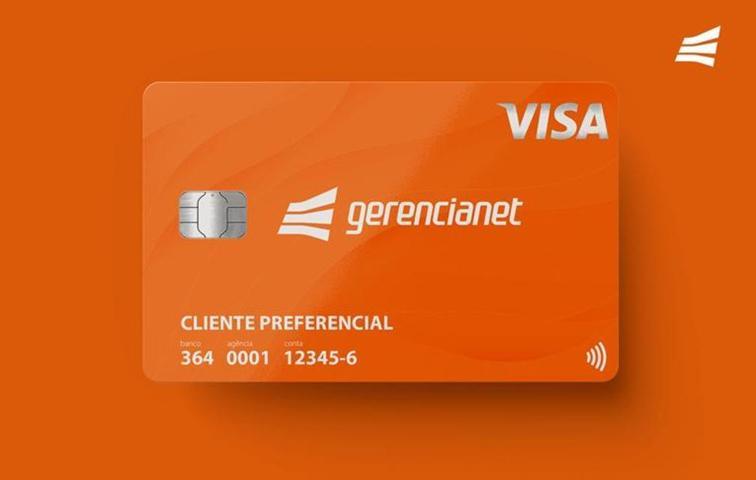 VISA
gerencianet
CLIENTE PREFERENCIAL
banco agência conta
364 0001 12345-6